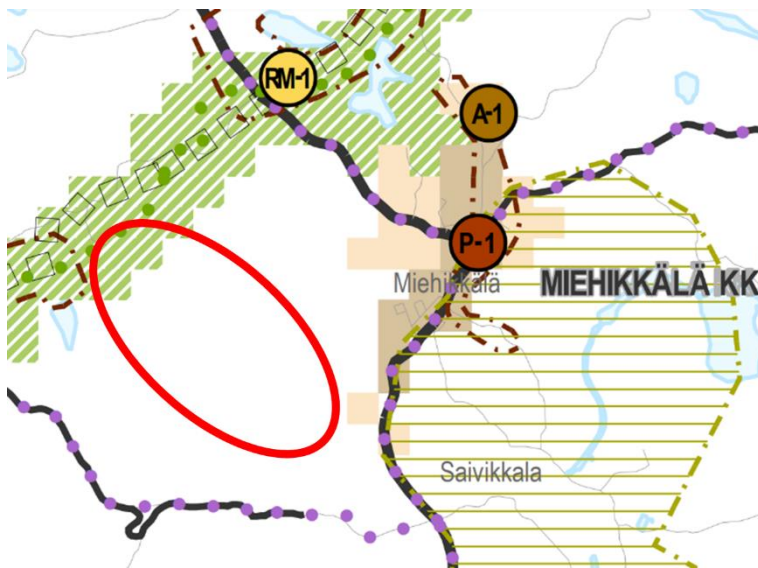 RM-1
A-1
P-1
Miehikkälä
MIEHIKKÄLÄ KK
Saivikkala